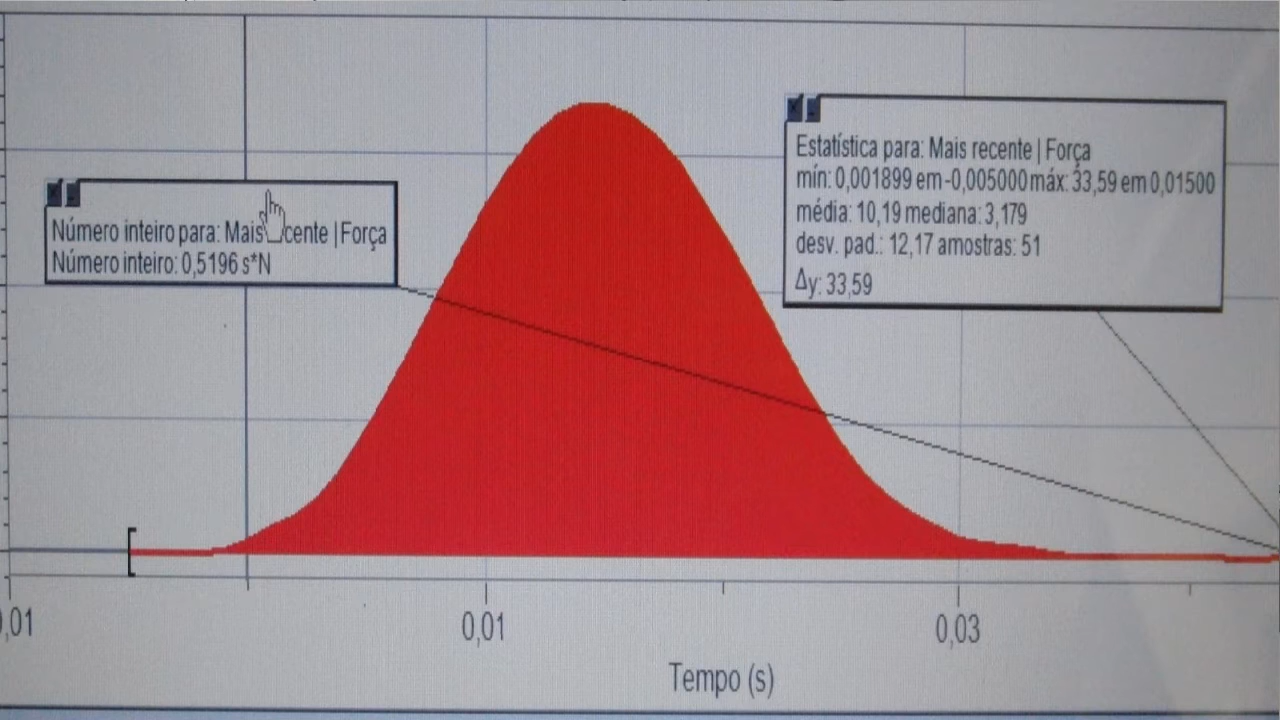 Número inteiro para: Mais cente | Força
Número inteiro: 0,5196 s*N
Estatística para: Mais recente | Força
mín: 0,001899 em -0,005000 máx: 33,59 em 0,01500
média: 10,19 mediana: 3,179
desv. pad.: 12,17 amostras: 51
Δy: 33,59
0,01
0,01
0,03
Tempo (s)